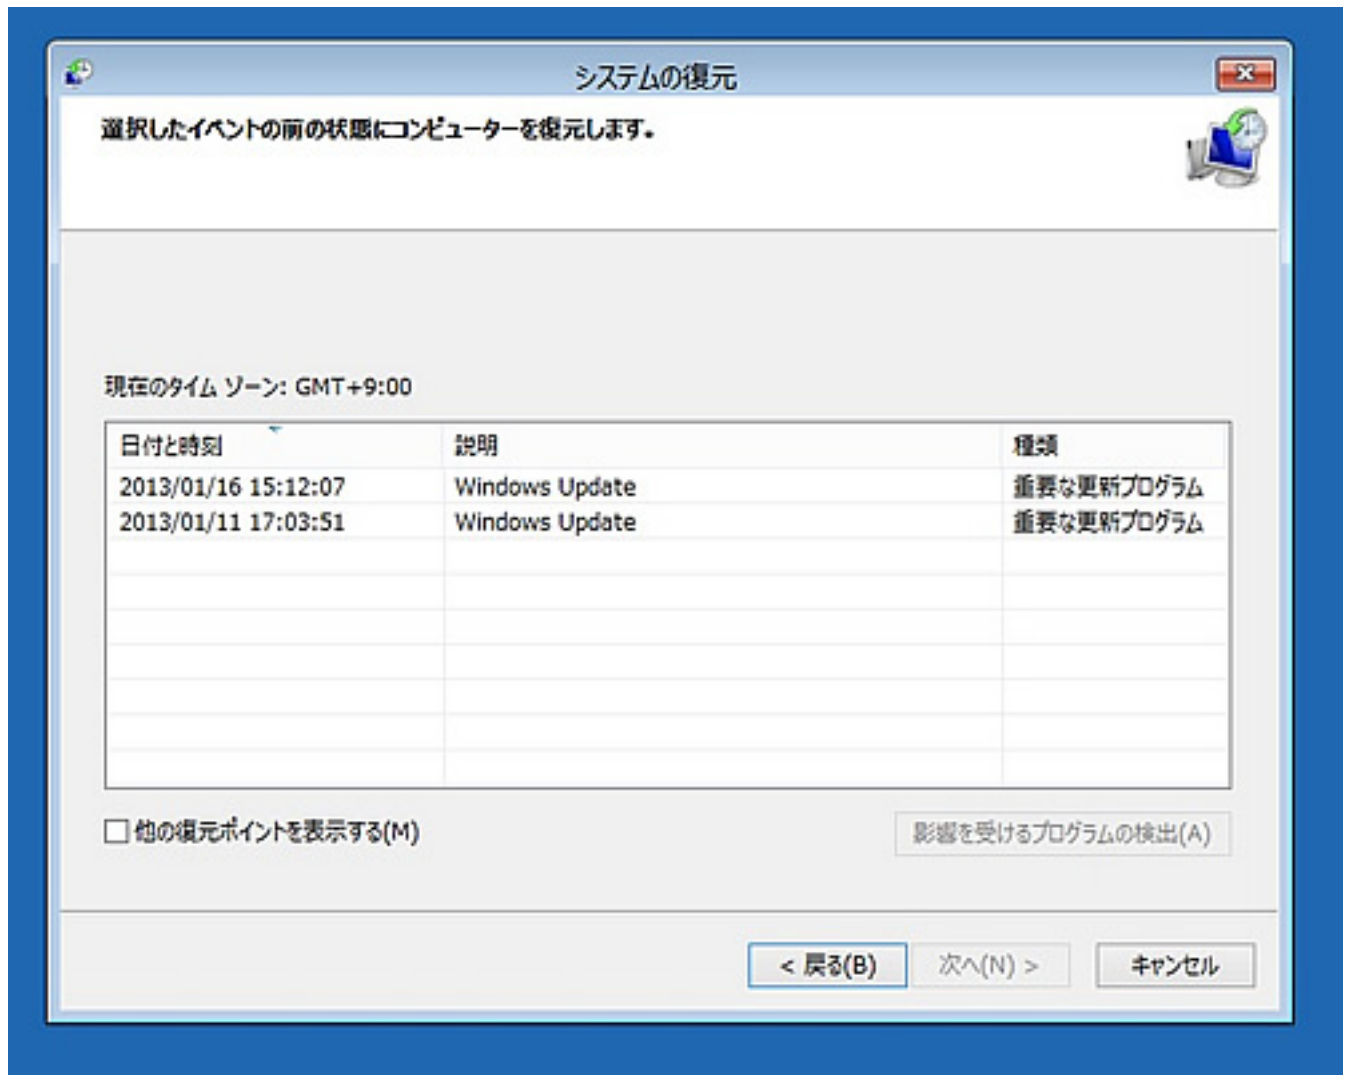 システムの復元
選択したイベントの前の状態にコンピューターを復元します。
現在のタイム ゾーン: GMT+9:00
日付と時刻 説明 種類
2013/01/16 15:12:07 Windows Update 重要な更新プログラム
2013/01/11 17:03:51 Windows Update 重要な更新プログラム
他の復元ポイントを表示する(M) 影響を受けるプログラムの検出(A)
< 戻る(B) 次へ(N) > キャンセル